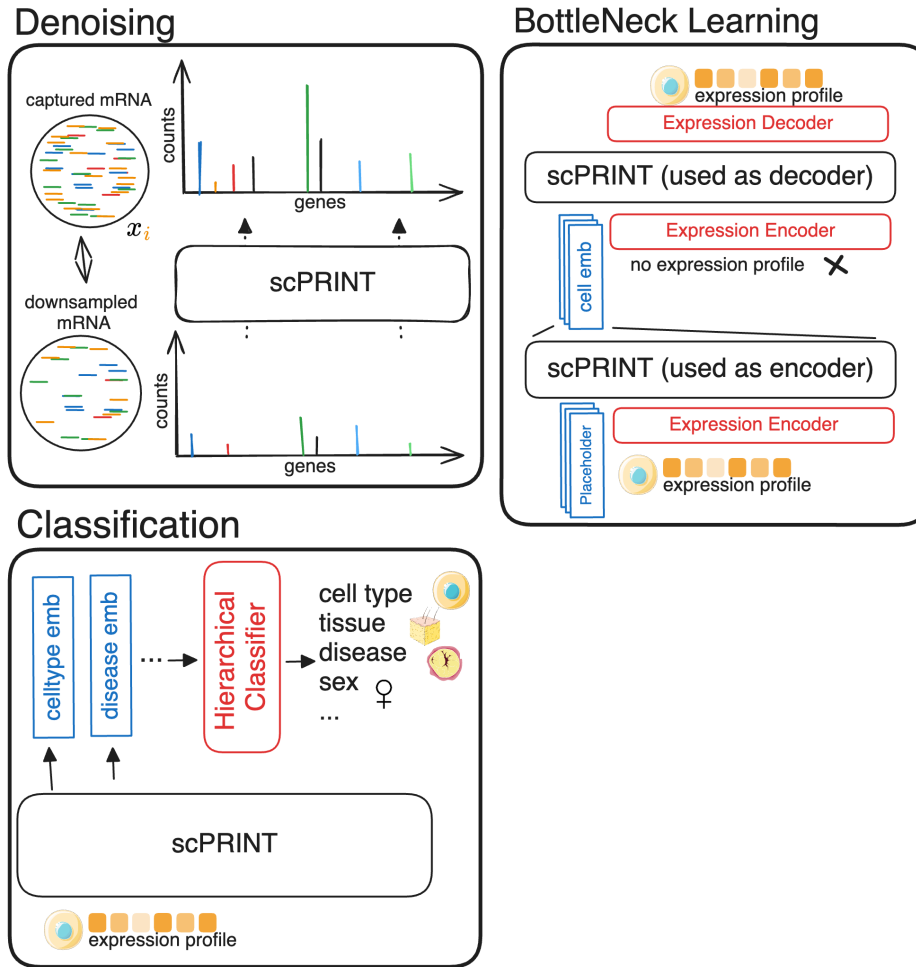 Denoising
captured mRNA
xi
downsampled
mRNA
counts
genes
scPRINT
counts
genes
BottleNeck Learning
expression profile
Expression Decoder
scPRINT (used as decoder)
cell emb
Expression Encoder
no expression profile
scPRINT (used as encoder)
Placeholder
Expression Encoder
expression profile
Classification
celltype emb
disease emb
...
Hierarchical
Classifier
cell type
tissue
disease
sex ♀
...
scPRINT
expression profile